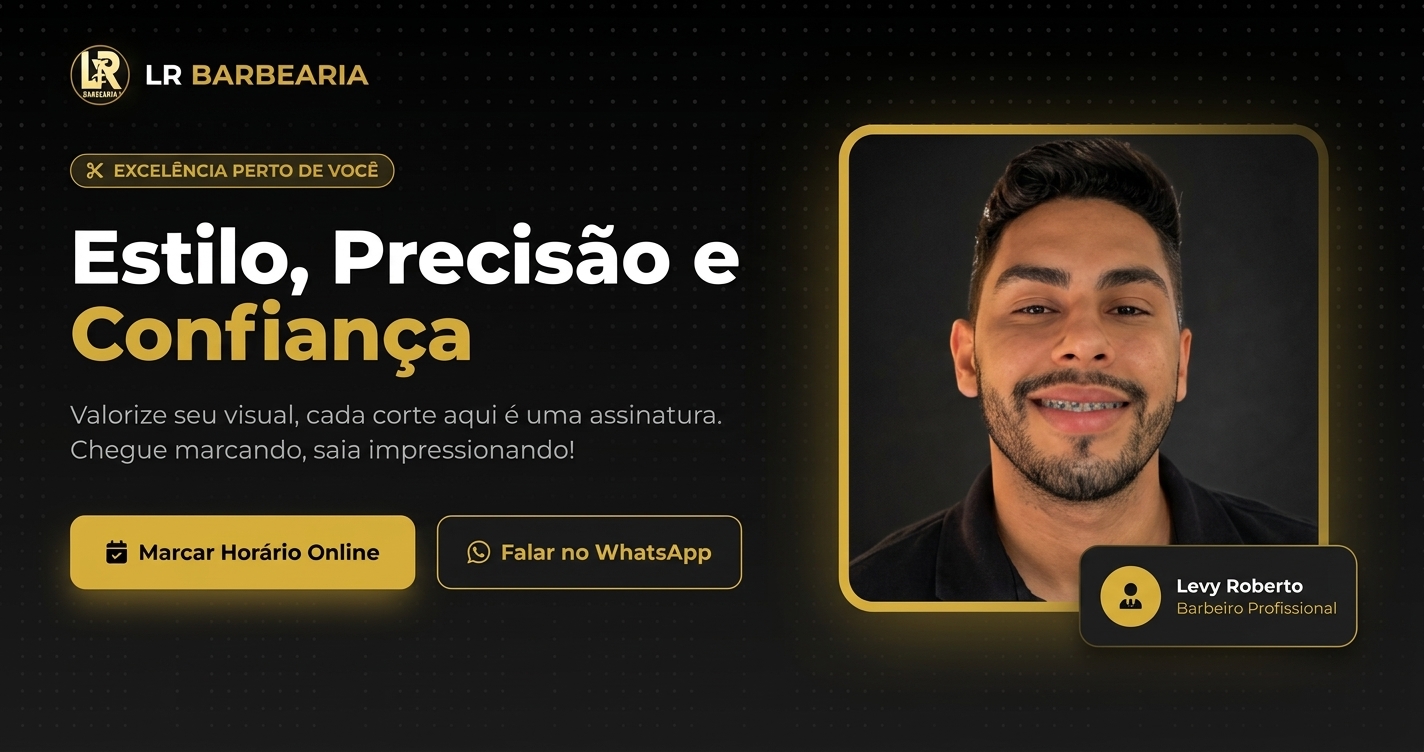 LR
BARBEARIA
LR BARBEARIA
EXCELÊNCIA PERTO DE VOCÊ
Estilo, Precisão e
Confiança
Valorize seu visual, cada corte aqui é uma assinatura.
Chegue marcando, saia impressionando!
Marcar Horário Online
Falar no WhatsApp
Levy Roberto
Barbeiro Profissional